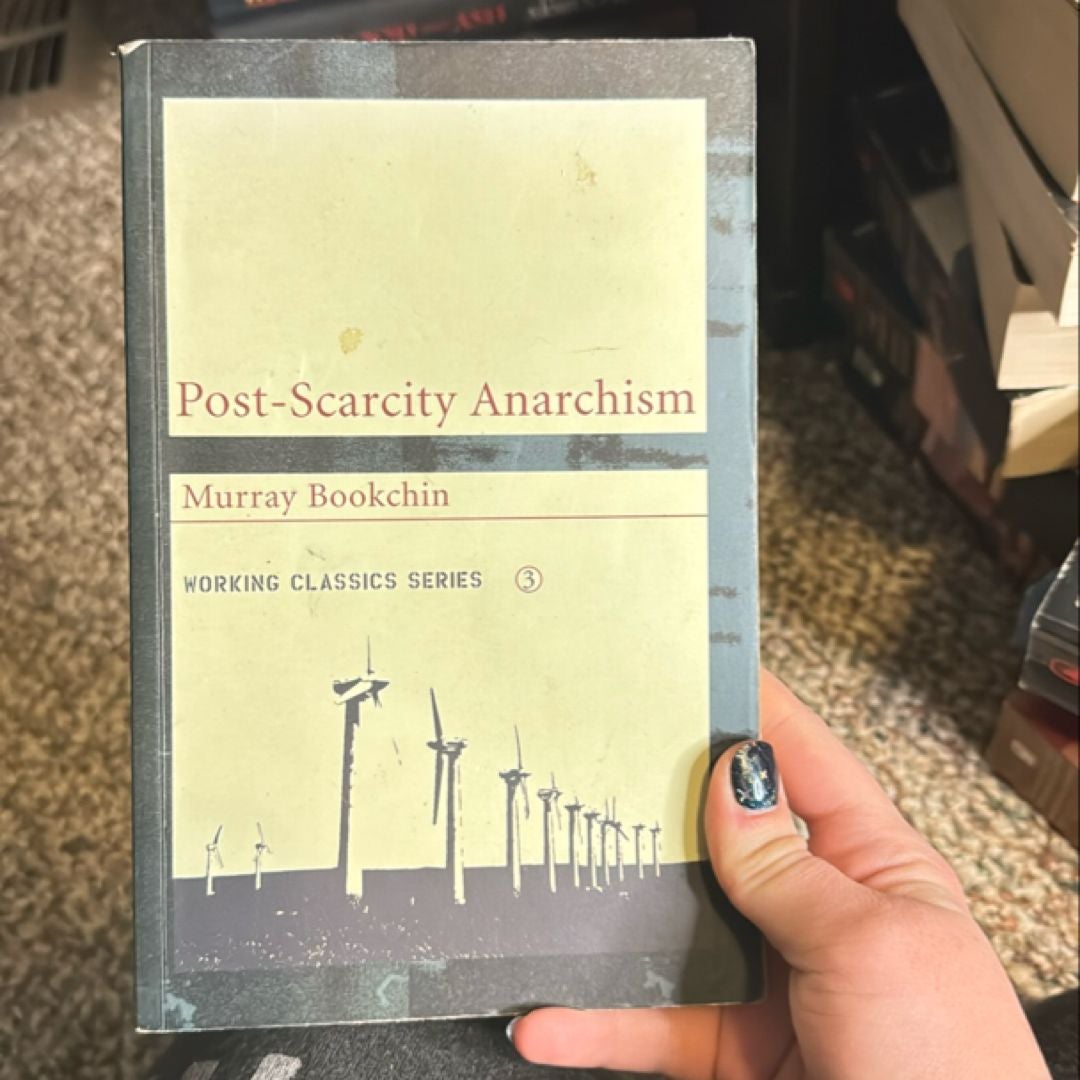 Post-Scarcity Anarchism
Murray Bookchin
WORKING CLASSICS SERIES 3